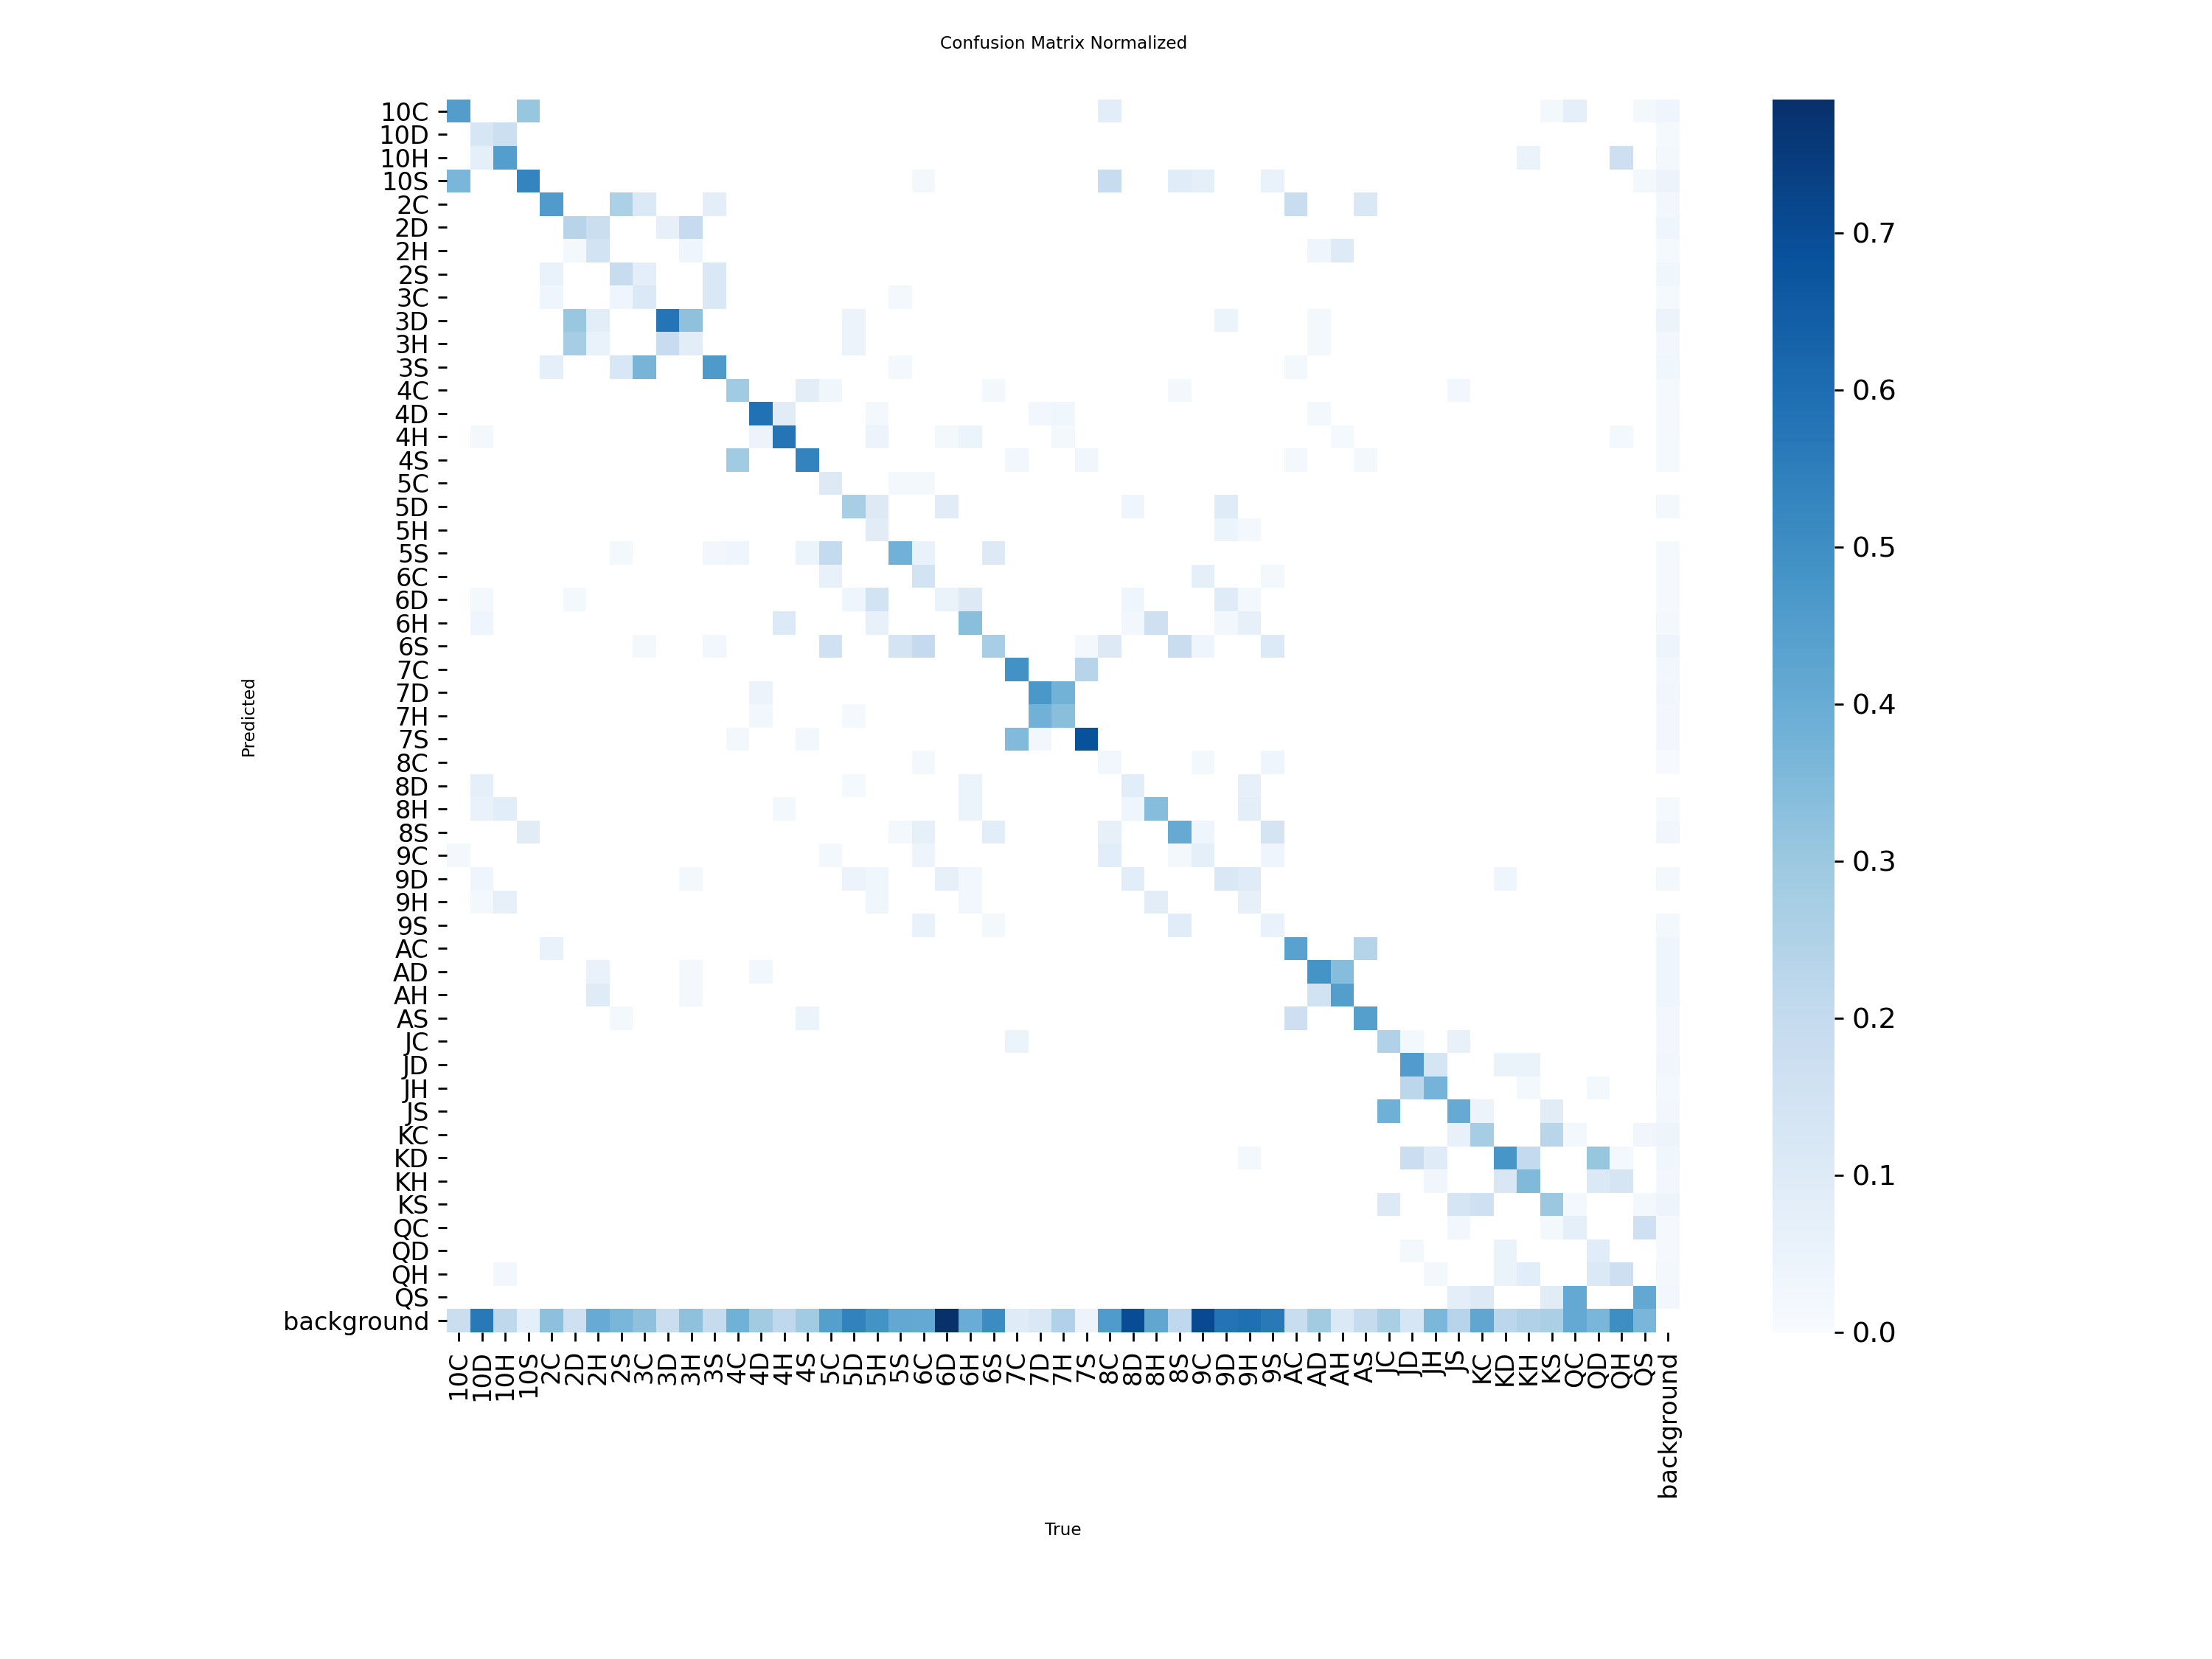 Confusion Matrix Normalized
10C
10D
10H
10S
2C
2D
2H
2S
3C
3D
3H
3S
4C
4D
4H
4S
5C
5D
5H
5S
6C
6D
6H
6S
7C
7D
7H
7S
8C
8D
8H
8S
9C
9D
9H
9S
AC
AD
AH
AS
JC
JD
JH
JS
KC
KD
KH
KS
QC
QD
QH
QS
background
Predicted
10C 10D 10H 10S 2C 2D 2H 2S 3C 3D 3H 3S 4C 4D 4H 4S 5C 5D 5H 5S 6C 6D 6H 6S 7C 7D 7H 7S 8C 8D 8H 8S 9C 9D 9H 9S AC AD AH AS JC JD JH JS KC KD KH KS QC QD QH QS background
True
0.7
0.6
0.5
0.4
0.3
0.2
0.1
0.0